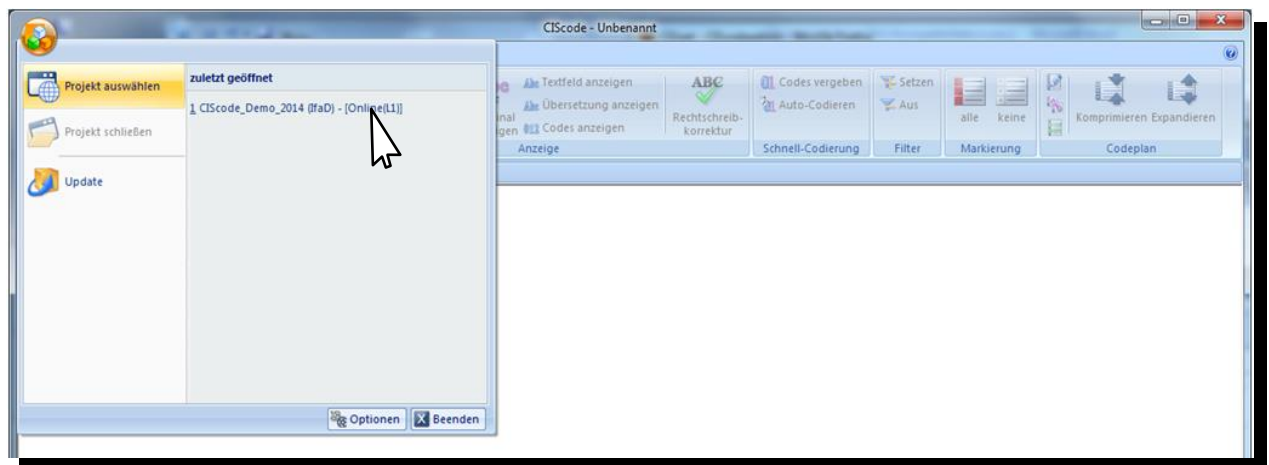 CIScode - Unbenannt
Projekt auswählen
Projekt schließen
Update
zuletzt geöffnet
1 CIScode_Demo_2014 (IfaD) - [Online(L1)]
Optionen
Beenden
Textfeld anzeigen
Übersetzung anzeigen
Codes anzeigen
Anzeige
ABC
Rechtschreib-
korrektur
Codes vergeben
Auto-Codieren
Schnell-Codierung
Setzen
Aus
Filter
alle keine
Markierung
Komprimieren Expandieren
Codeplan